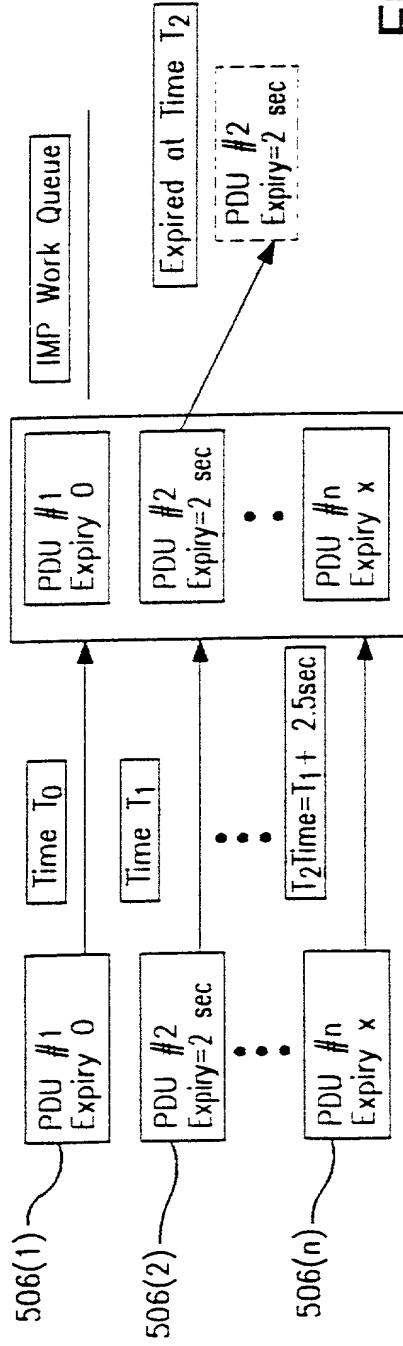 506(1)
PDU #1
Expiry 0
Time T0
PDU #1
Expiry 0
IMP Work Queue
506(2)
PDU #2
Expiry=2 sec
Time T1
PDU #2
Expiry=2 sec
Expired at Time T2
PDU #2
Expiry=2 sec
506(n)
PDU #n
Expiry x
T2Time=T1+ 2.5sec
PDU #n
Expiry x